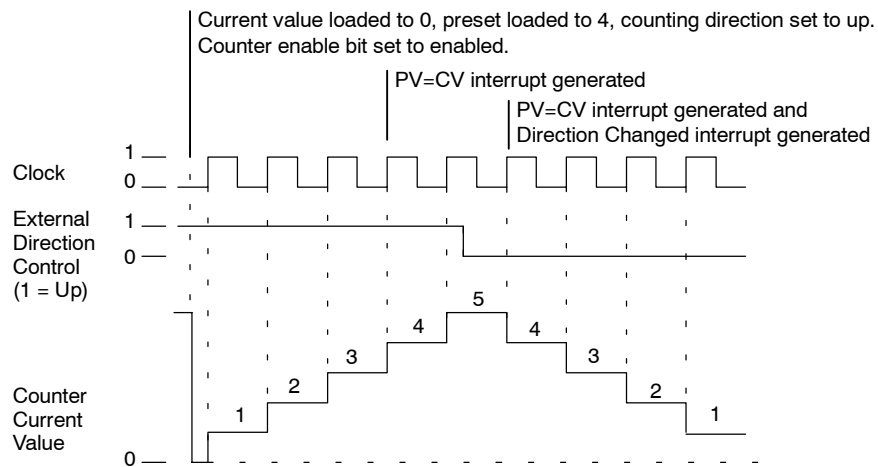 Current value loaded to 0, preset loaded to 4, counting direction set to up.
Counter enable bit set to enabled.
PV=CV interrupt generated
PV=CV interrupt generated and
Direction Changed interrupt generated
Clock
1
0
External
Direction
Control
(1 = Up)
1
0
Counter
Current
Value
0
1
2
3
4
5
4
3
2
1